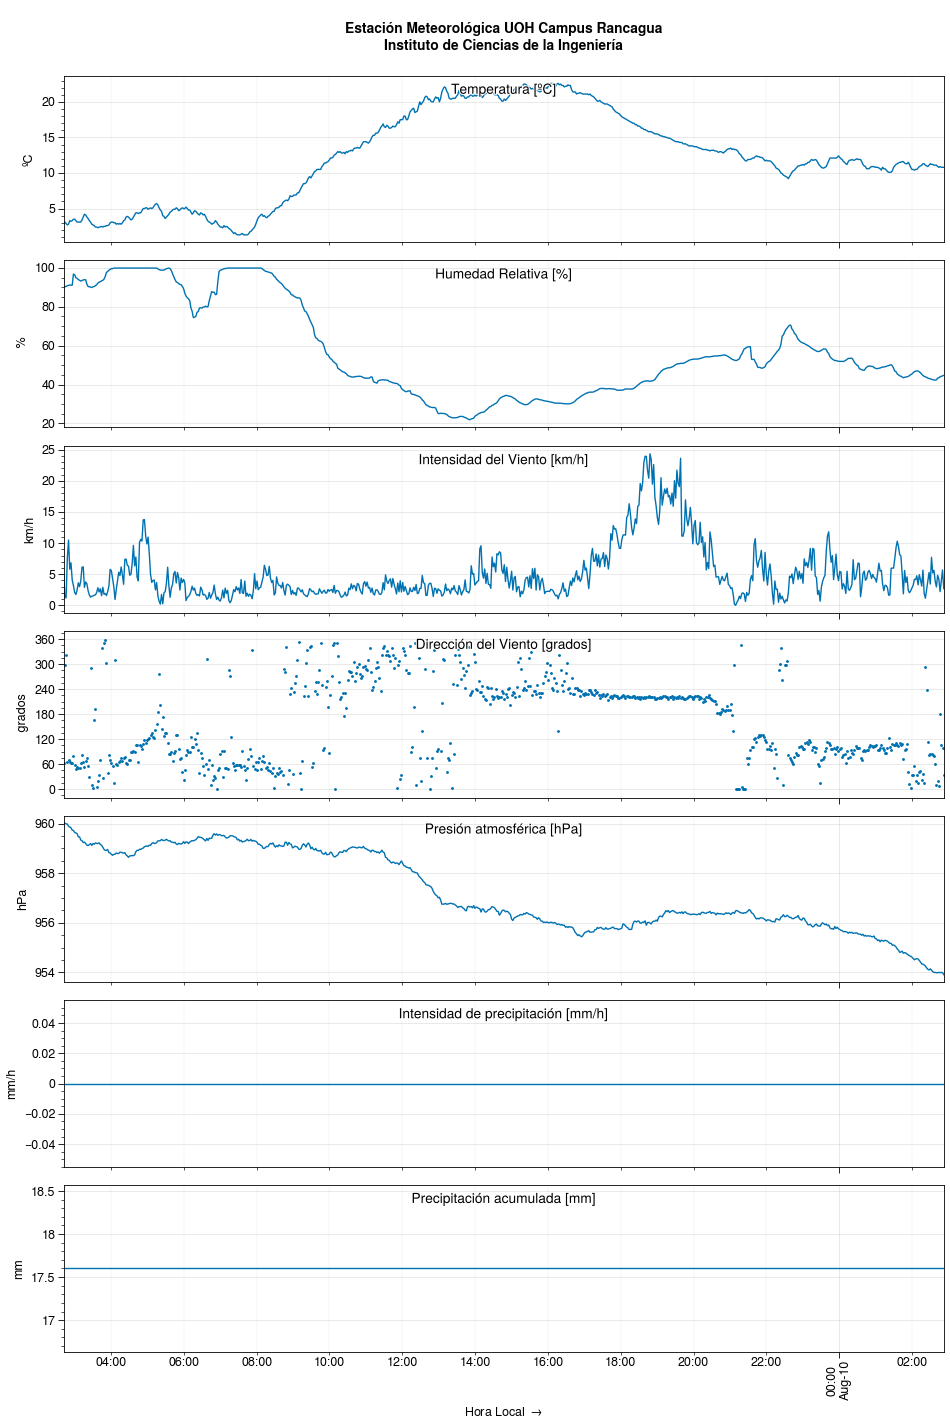 Estación Meteorológica UOH Campus Rancagua
Instituto de Ciencias de la Ingeniería
Temperatura [ºC]
ºC
20
15
10
5
Humedad Relativa [%]
%
100
80
60
40
20
Intensidad del Viento [km/h]
km/h
25
20
15
10
5
0
Dirección del Viento [grados]
grados
360
300
240
180
120
60
0
Presión atmosférica [hPa]
hPa
960
958
956
954
Intensidad de precipitación [mm/h]
mm/h
0.04
0.02
0
−0.02
−0.04
Precipitación acumulada [mm]
mm
18.5
18
17.5
17
04:00 06:00 08:00 10:00 12:00 14:00 16:00 18:00 20:00 22:00 00:00 02:00
Aug-10
Hora Local →